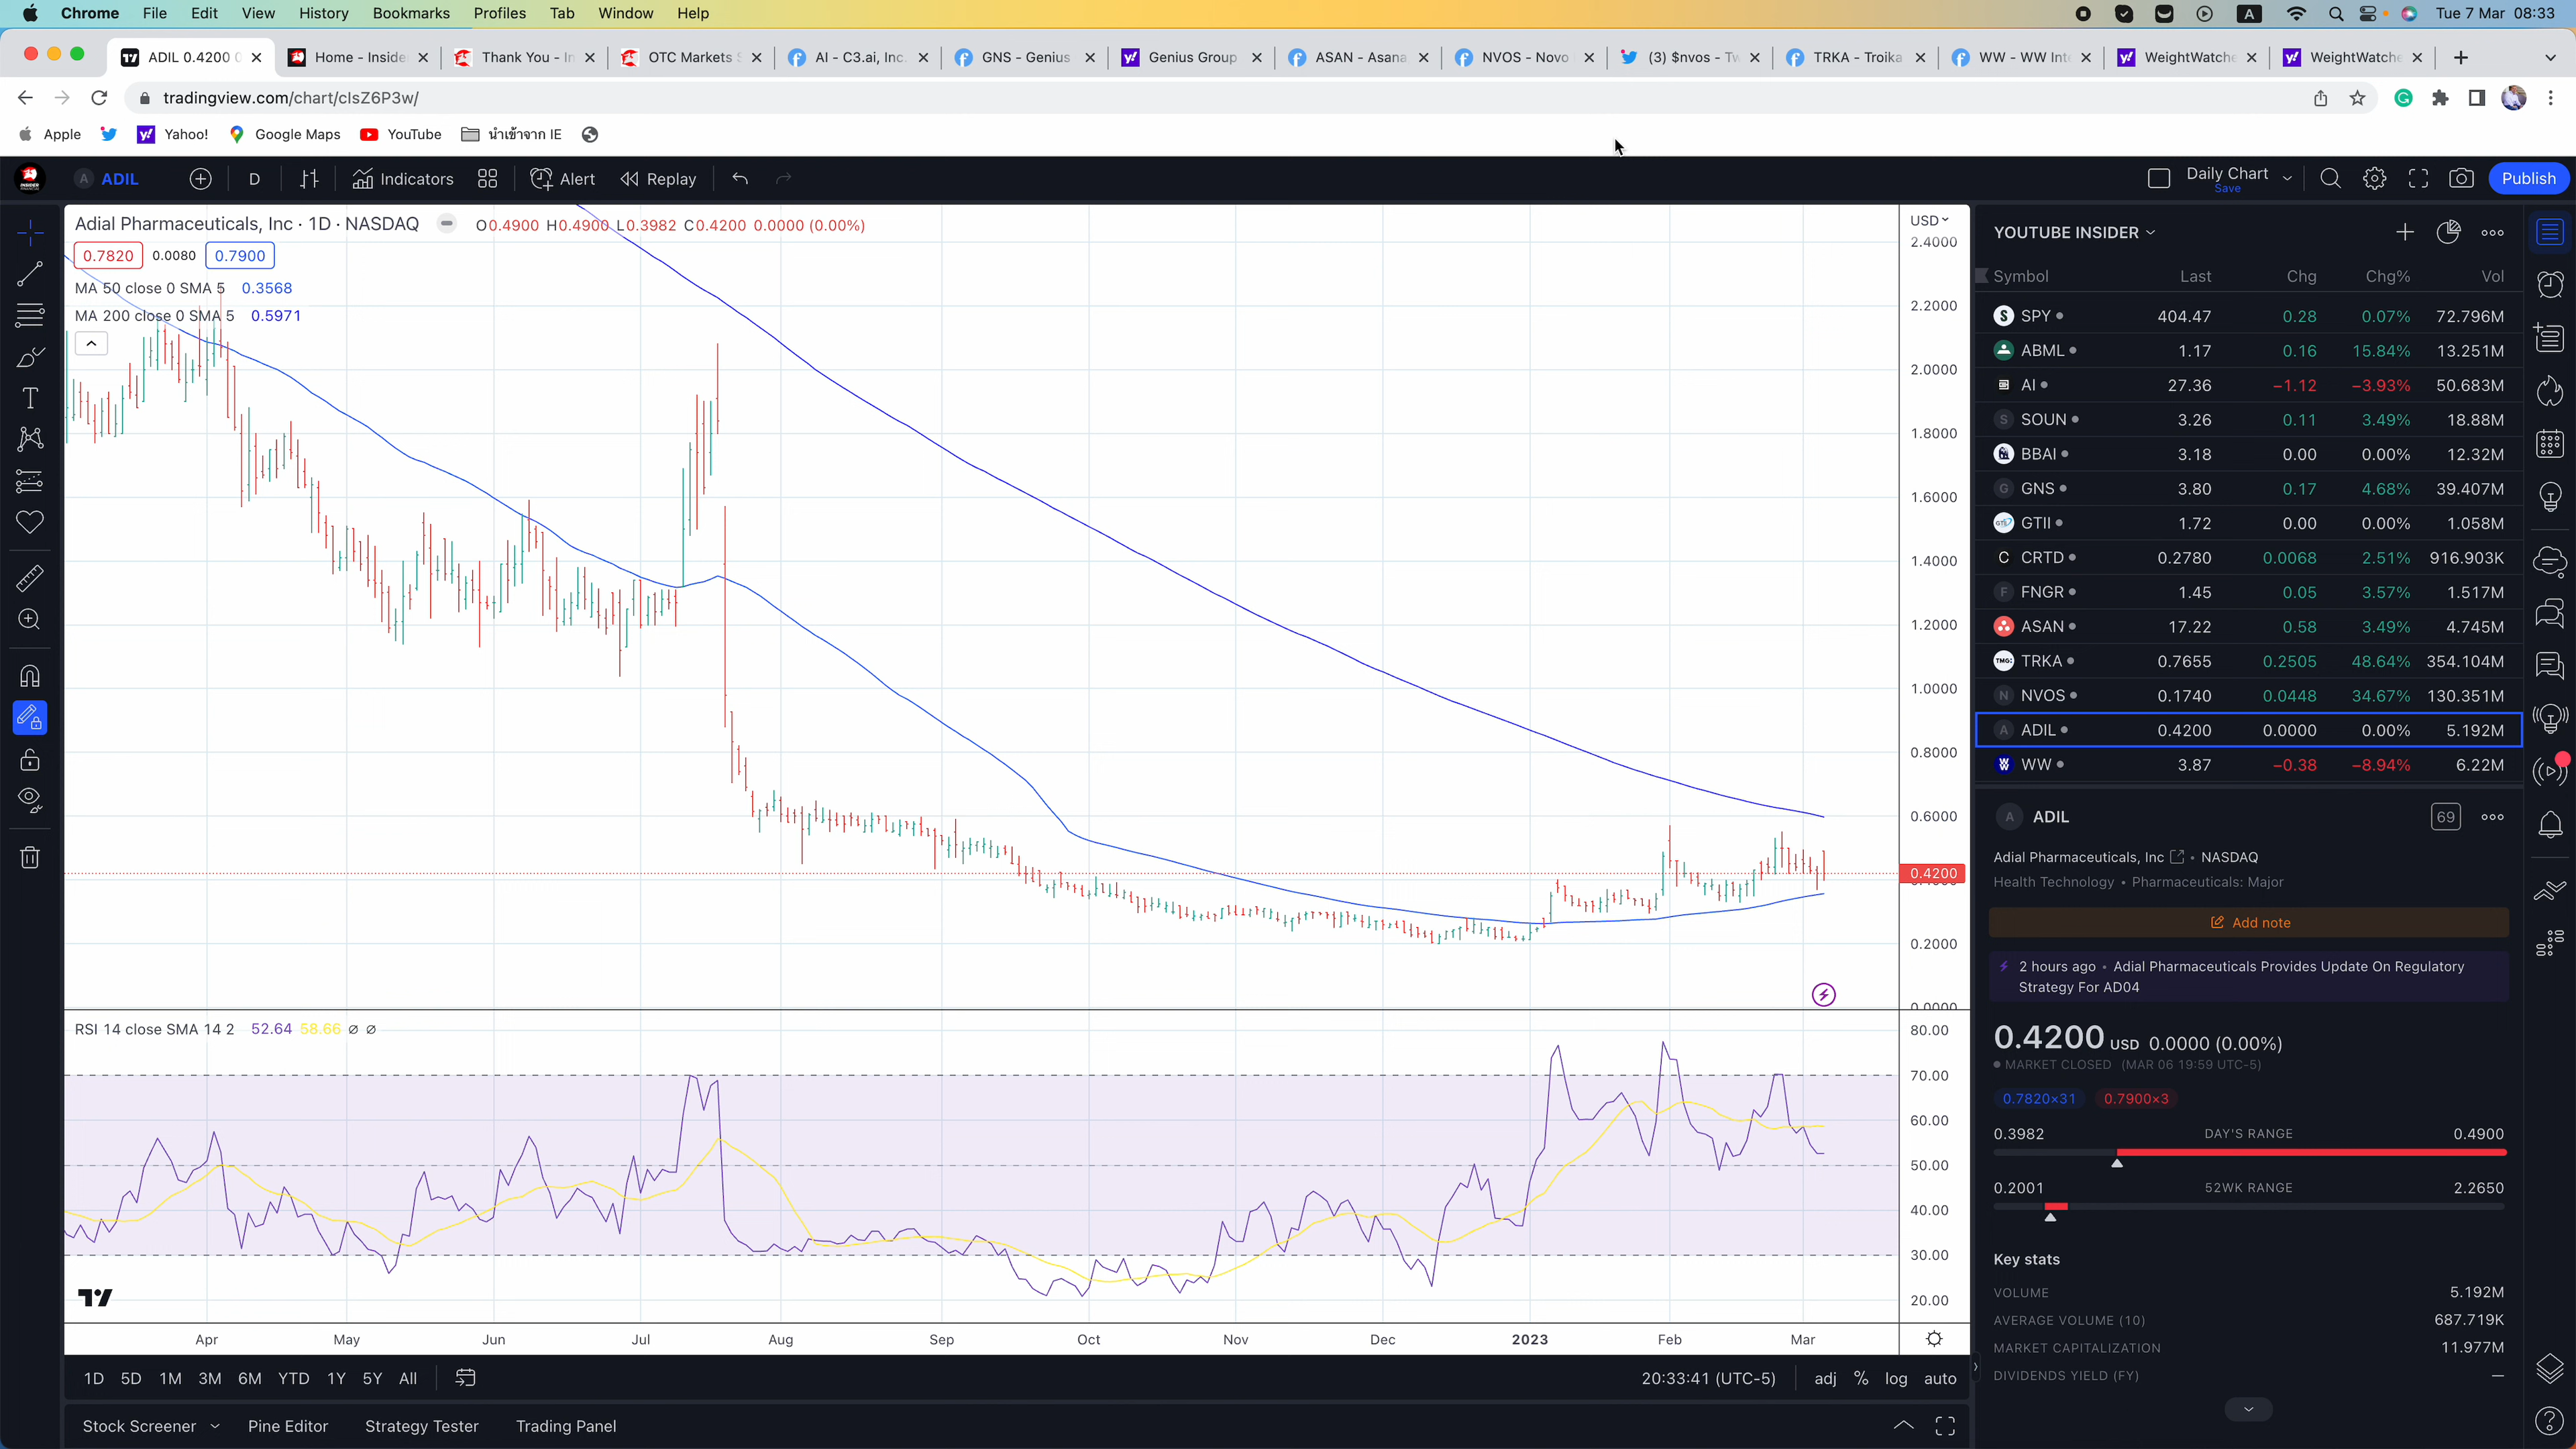 Chrome File Edit View History Bookmarks Profiles Tab Window Help A Tue 7 Mar 08:33
ADIL 0.4200 Home - Inside Thank You - In OTC Markets S AI - C3.ai, Inc. GNS - Genius Genius Group ASAN - Asana NVOS - Novo (3) $nvos - Tw TRKA - Troika WW - WW Inte WeightWatche WeightWatche
tradingview.com/chart/clsZ6P3w/
Apple Yahoo! Google Maps YouTube นำเข้าจาก IE
A ADIL D Indicators Alert Replay Daily Chart Save Publish
Adial Pharmaceuticals, Inc · 1D · NASDAQ O0.4900 H0.4900 L0.3982 C0.4200 0.0000 (0.00%)
0.7820 0.0080 0.7900
MA 50 close 0 SMA 5 0.3568
MA 200 close 0 SMA 5 0.5971
USD
2.4000
2.2000
2.0000
1.8000
1.6000
1.4000
1.2000
1.0000
0.8000
0.6000
0.4200
0.2000
0.0000
RSI 14 close SMA 14 2 52.64 58.66 ∅ ∅
80.00
70.00
60.00
50.00
40.00
30.00
20.00
Apr May Jun Jul Aug Sep Oct Nov Dec 2023 Feb Mar
1D 5D 1M 3M 6M YTD 1Y 5Y All 20:33:41 (UTC-5) adj % log auto
Stock Screener Pine Editor Strategy Tester Trading Panel
YOUTUBE INSIDER
Symbol Last Chg Chg% Vol
S SPY 404.47 0.28 0.07% 72.796M
ABML 1.17 0.16 15.84% 13.251M
AI 27.36 −1.12 −3.93% 50.683M
S SOUN 3.26 0.11 3.49% 18.88M
BBAI 3.18 0.00 0.00% 12.32M
G GNS 3.80 0.17 4.68% 39.407M
GTII 1.72 0.00 0.00% 1.058M
C CRTD 0.2780 0.0068 2.51% 916.903K
F FNGR 1.45 0.05 3.57% 1.517M
ASAN 17.22 0.58 3.49% 4.745M
TMG: TRKA 0.7655 0.2505 48.64% 354.104M
N NVOS 0.1740 0.0448 34.67% 130.351M
A ADIL 0.4200 0.0000 0.00% 5.192M
W WW 3.87 −0.38 −8.94% 6.22M
A ADIL 69
Adial Pharmaceuticals, Inc • NASDAQ
Health Technology • Pharmaceuticals: Major
Add note
2 hours ago • Adial Pharmaceuticals Provides Update On Regulatory
Strategy For AD04
0.4200 USD 0.0000 (0.00%)
MARKET CLOSED (MAR 06 19:59 UTC-5)
0.7820×31 0.7900×3
0.3982 DAY'S RANGE 0.4900
0.2001 52WK RANGE 2.2650
Key stats
VOLUME 5.192M
AVERAGE VOLUME (10) 687.719K
MARKET CAPITALIZATION 11.977M
DIVIDENDS YIELD (FY) —